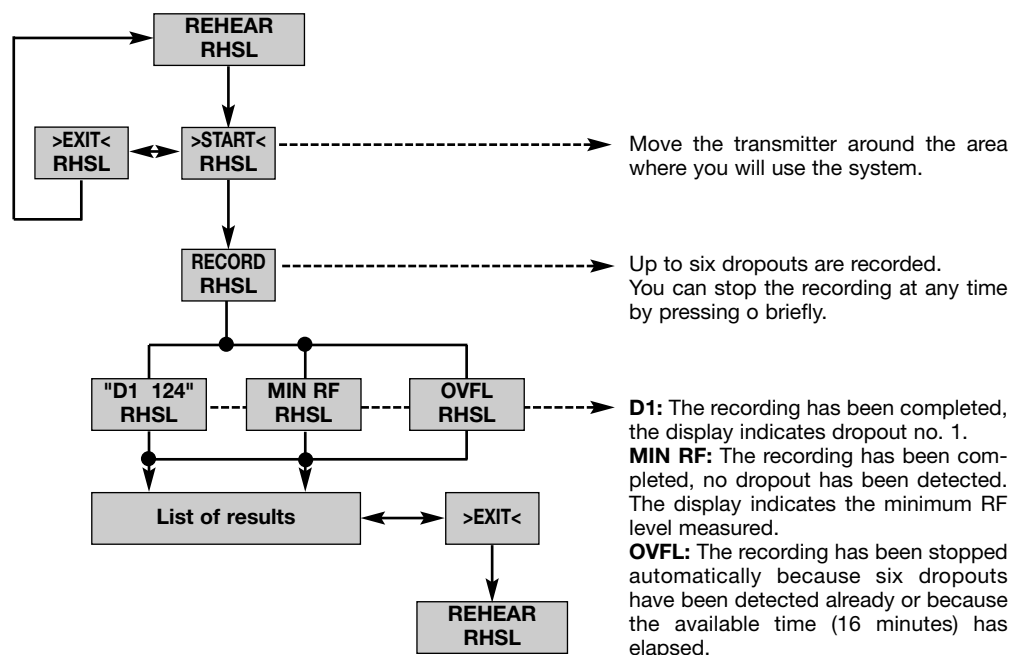 REHEAR
RHSL
>EXIT<
RHSL
>START<
RHSL
Move the transmitter around the area
where you will use the system.
RECORD
RHSL
Up to six dropouts are recorded.
You can stop the recording at any time
by pressing o briefly.
"D1 124"
RHSL
MIN RF
RHSL
OVFL
RHSL
D1: The recording has been completed,
the display indicates dropout no. 1.
MIN RF: The recording has been com-
pleted, no dropout has been detected.
The display indicates the minimum RF
level measured.
OVFL: The recording has been stopped
automatically because six dropouts
have been detected already or because
the available time (16 minutes) has
elapsed.
List of results
>EXIT<
REHEAR
RHSL